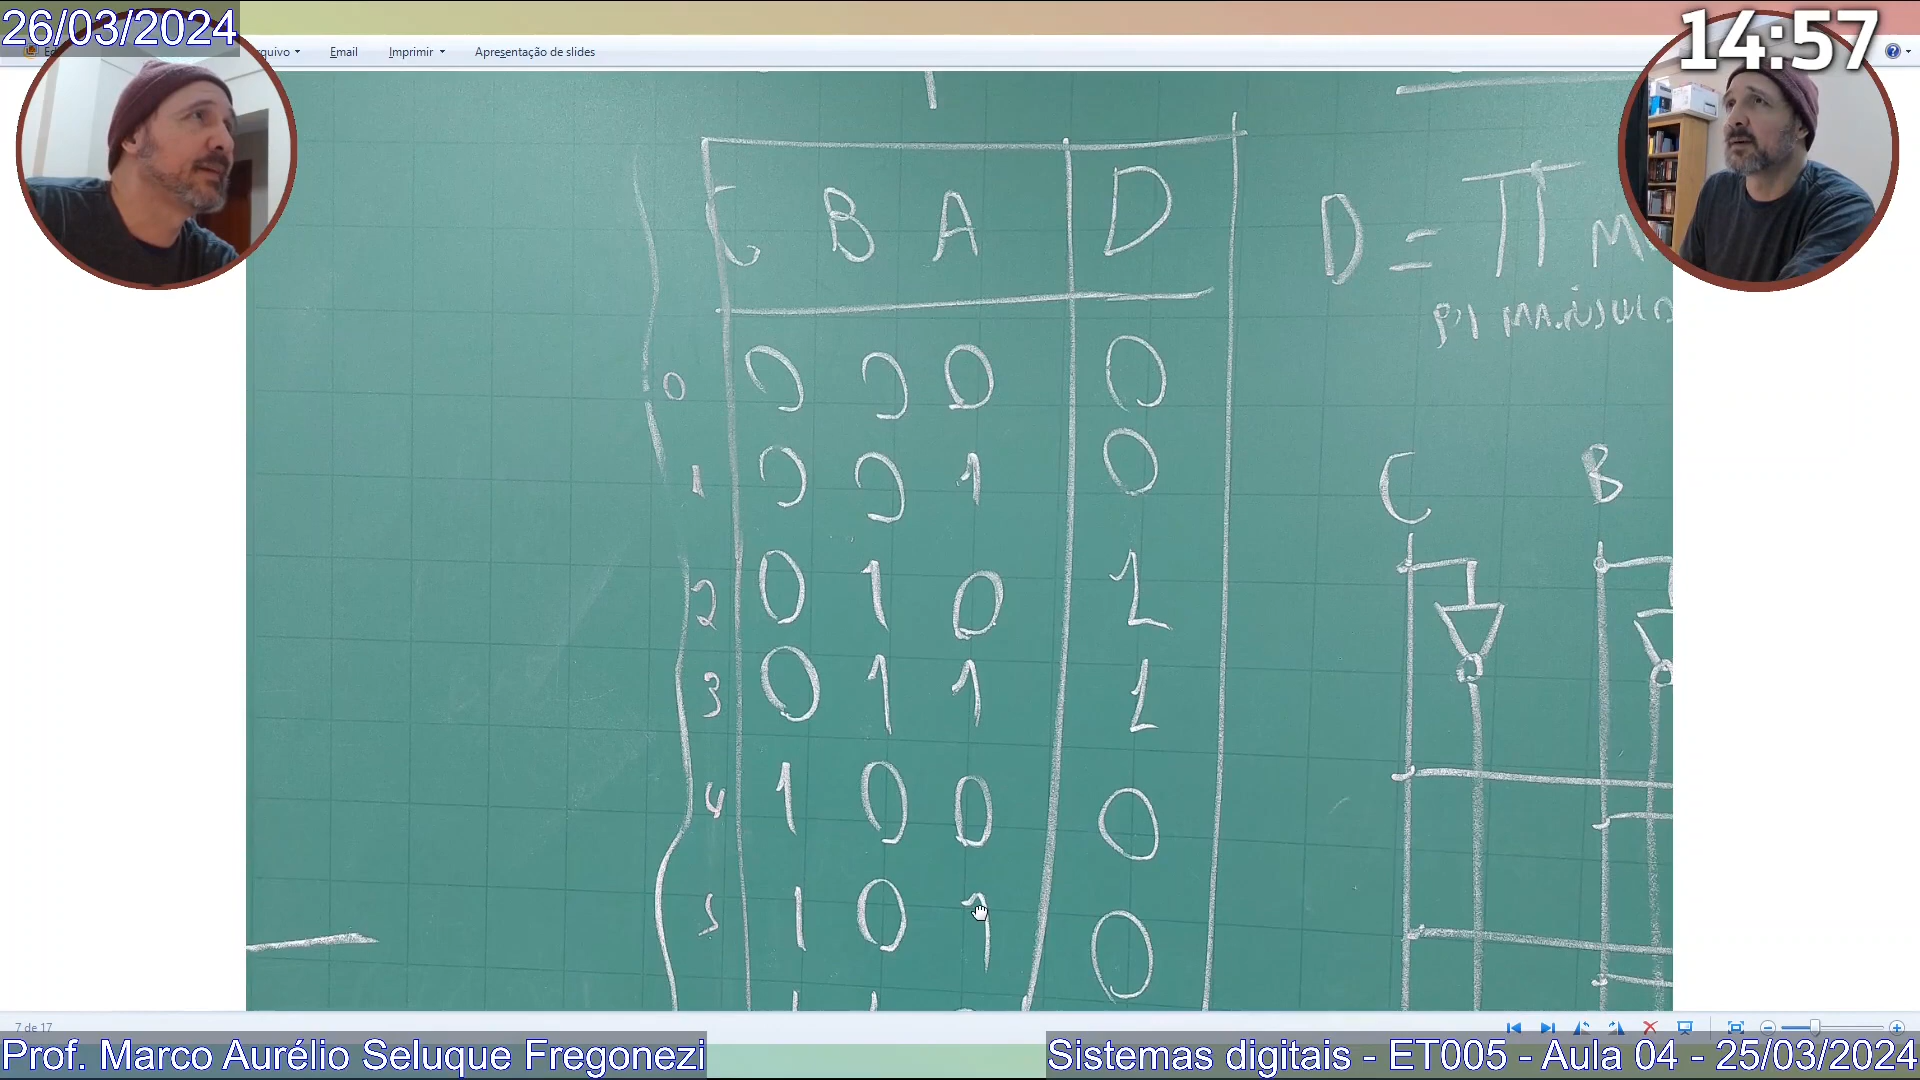 26/03/2024
14:57
Email
Imprimir
Apresentação de slides
C B A D
D = Π
PI MAIÚSCULO
0 0 0 0 0
1 0 0 1 0
2 0 1 0 1
3 0 1 1 1
4 1 0 0 0
5 1 0 1 0
C B
7 de 17
Prof. Marco Aurélio Seluque Fregonezi
Sistemas digitais - ET005 - Aula 04 - 25/03/2024